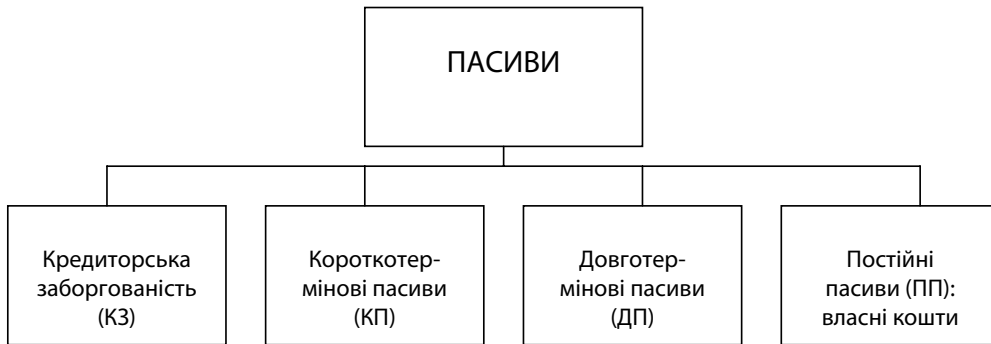 ПАСИВИ
Кредиторська
заборгованість
(КЗ)
Короткотер-
мінові пасиви
(КП)
Довготер-
мінові пасиви
(ДП)
Постійні
пасиви (ПП):
власні кошти